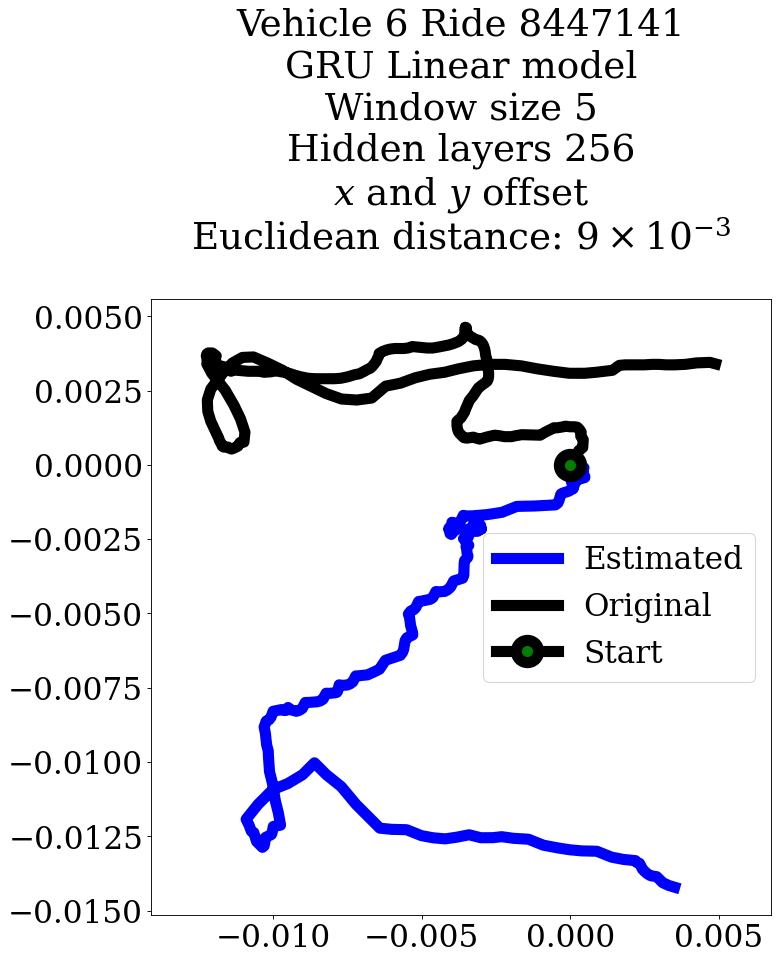 Vehicle 6 Ride 8447141
GRU Linear model
Window size 5
Hidden layers 256
x and y offset
Euclidean distance: 9 × 10⁻³
0.0050
0.0025
0.0000
−0.0025
−0.0050
−0.0075
−0.0100
−0.0125
−0.0150
Estimated
Original
Start
−0.010 −0.005 0.000 0.005